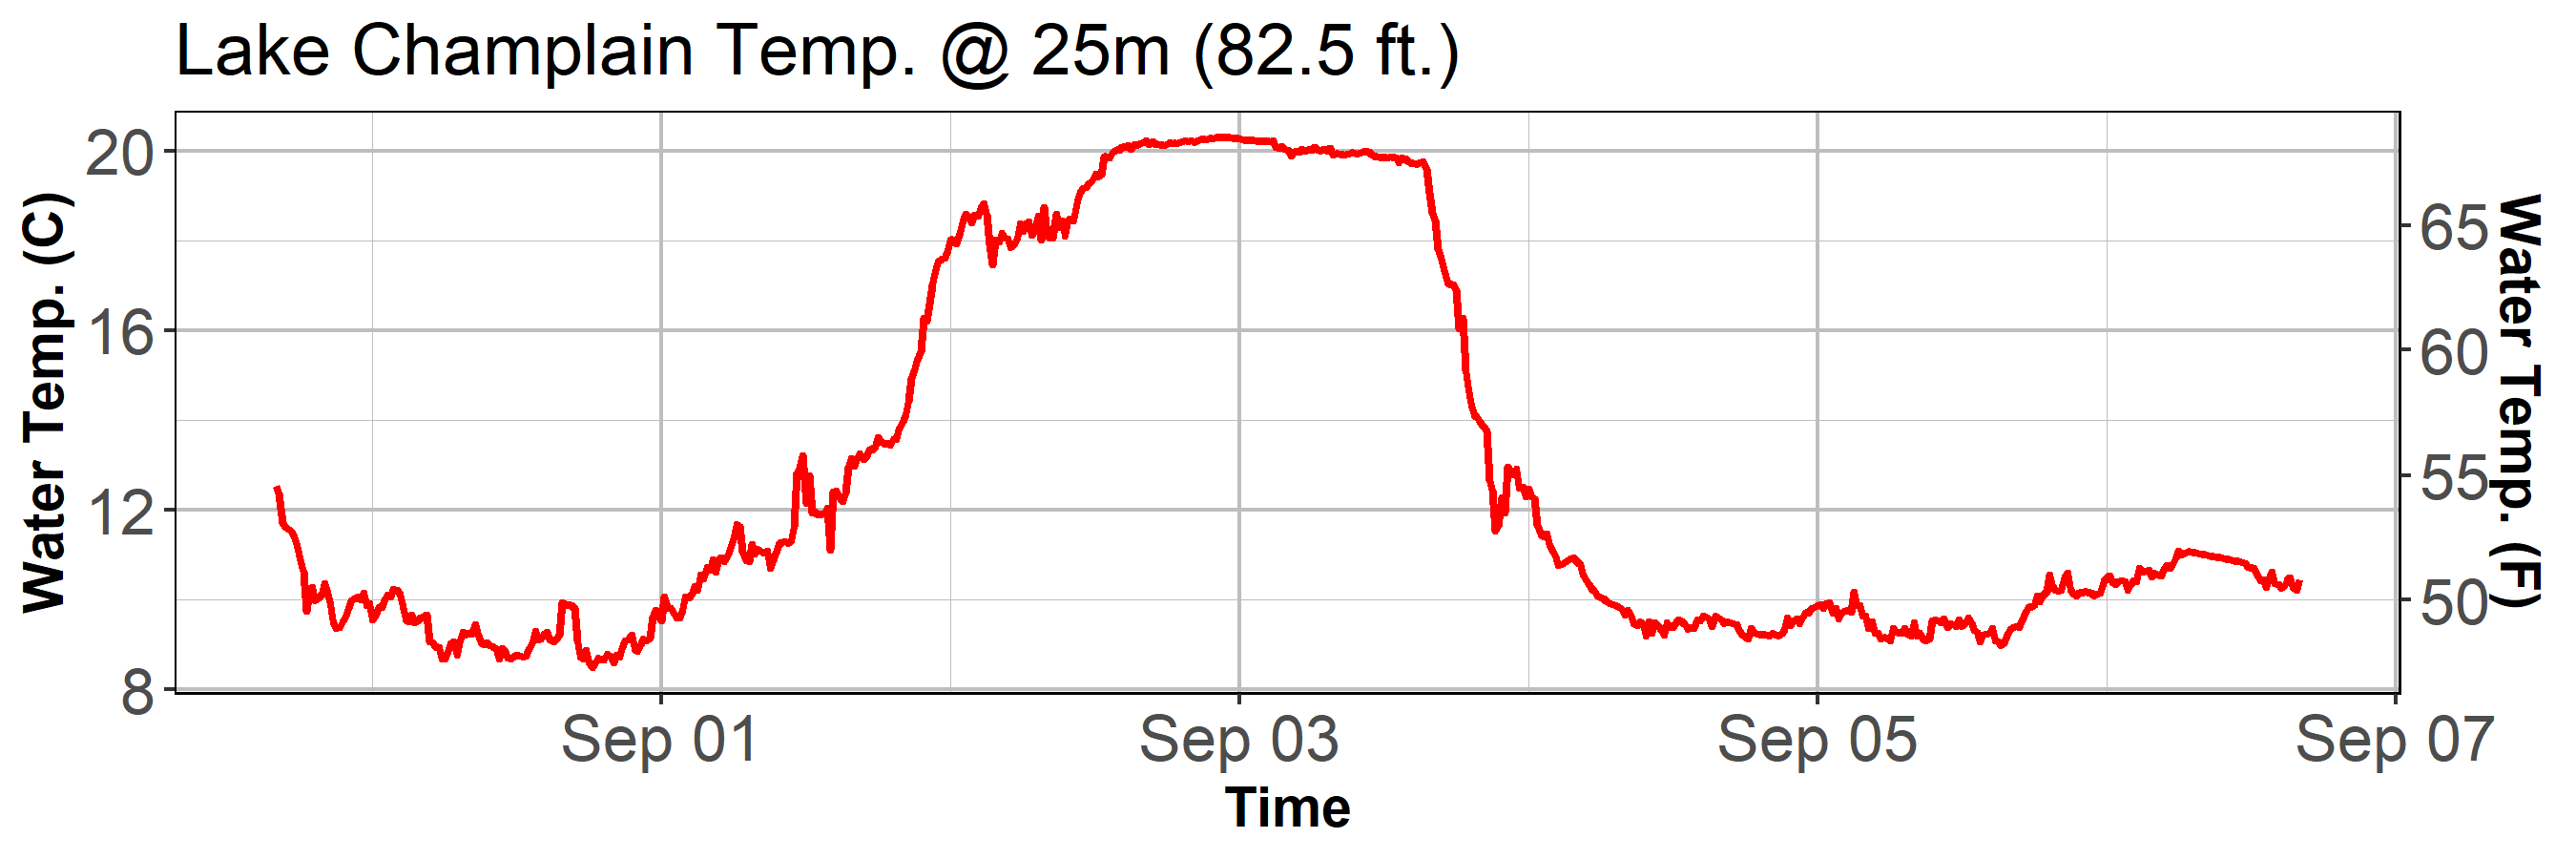 Lake Champlain Temp. @ 25m (82.5 ft.)
Water Temp. (C)
20
16
12
8
65
60
55
50
Water Temp. (F)
Sep 01 Sep 03 Sep 05 Sep 07
Time